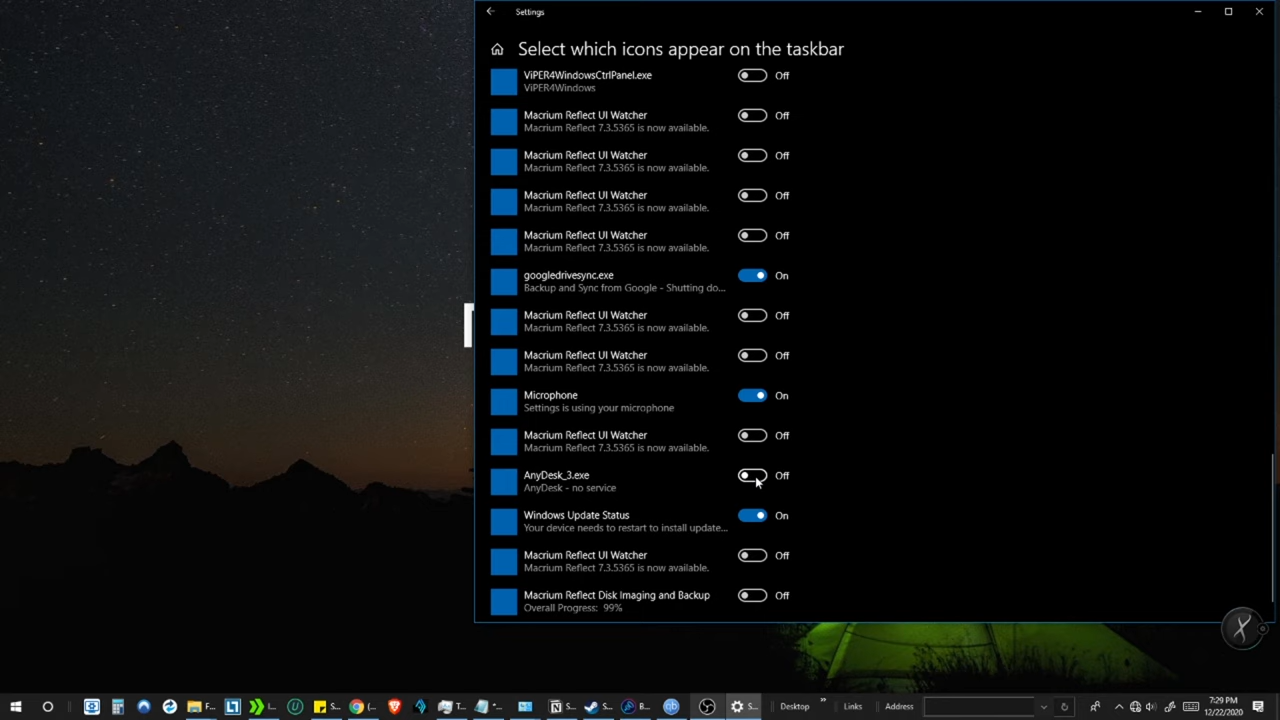 Settings
Select which icons appear on the taskbar
ViPER4WindowsCtrlPanel.exe
Off
ViPER4Windows
Macrium Reflect UI Watcher
Off
Macrium Reflect 7.3.5365 is now available.
Macrium Reflect UI Watcher
Off
Macrium Reflect 7.3.5365 is now available.
Macrium Reflect UI Watcher
Off
Macrium Reflect 7.3.5365 is now available.
Macrium Reflect UI Watcher
Off
Macrium Reflect 7.3.5365 is now available.
googledrivesync.exe
On
Backup and Sync from Google - Shutting do...
Macrium Reflect UI Watcher
Off
Macrium Reflect 7.3.5365 is now available.
Macrium Reflect UI Watcher
Off
Macrium Reflect 7.3.5365 is now available.
Microphone
On
Settings is using your microphone
Macrium Reflect UI Watcher
Off
Macrium Reflect 7.3.5365 is now available.
AnyDesk_3.exe
Off
AnyDesk - no service
Windows Update Status
On
Your device needs to restart to install update...
Macrium Reflect UI Watcher
Off
Macrium Reflect 7.3.5365 is now available.
Macrium Reflect Disk Imaging and Backup
Off
Overall Progress: 99%
F... I... S... ( T... *... S... S... B... S... Desktop » Links Address
7:29 PM
12/22/2020